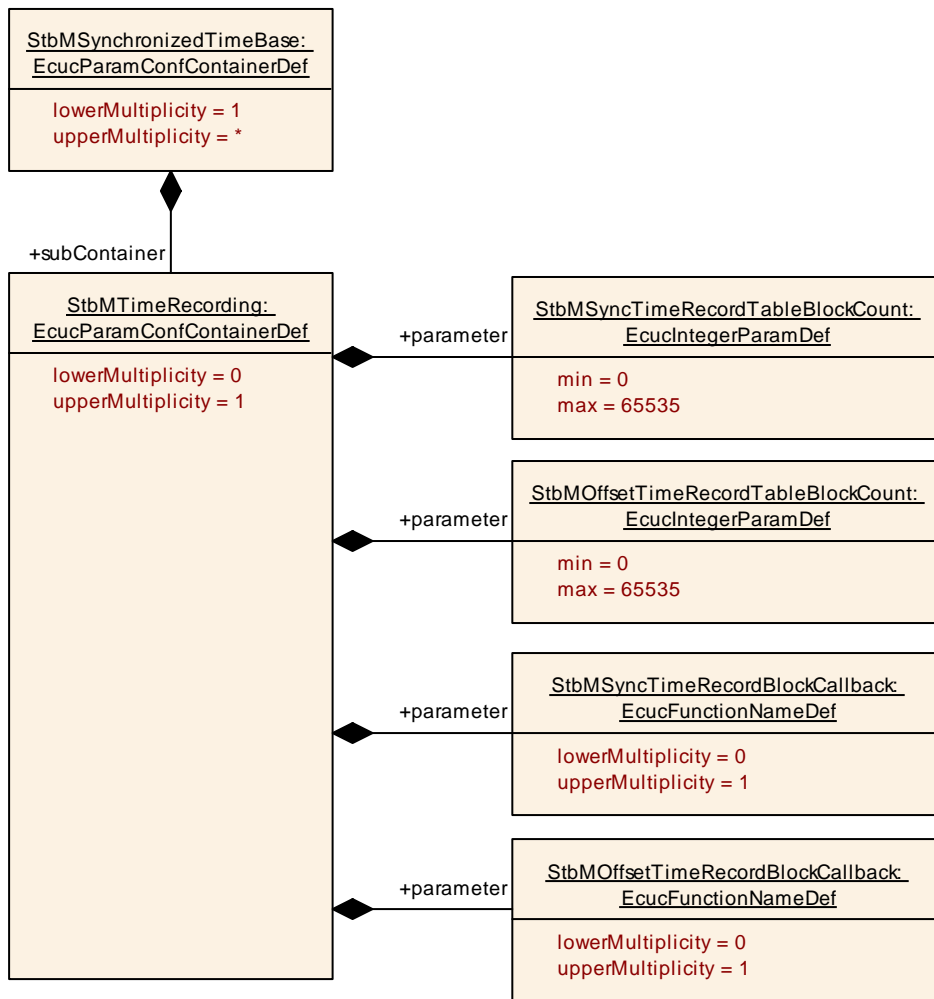 StbMSynchronizedTimeBase:
EcucParamConfContainerDef
lowerMultiplicity = 1
upperMultiplicity = *
+subContainer
StbMTimeRecording:
EcucParamConfContainerDef
lowerMultiplicity = 0
upperMultiplicity = 1
+parameter
StbMSyncTimeRecordTableBlockCount:
EcucIntegerParamDef
min = 0
max = 65535
+parameter
StbMOffsetTimeRecordTableBlockCount:
EcucIntegerParamDef
min = 0
max = 65535
+parameter
StbMSyncTimeRecordBlockCallback:
EcucFunctionNameDef
lowerMultiplicity = 0
upperMultiplicity = 1
+parameter
StbMOffsetTimeRecordBlockCallback:
EcucFunctionNameDef
lowerMultiplicity = 0
upperMultiplicity = 1